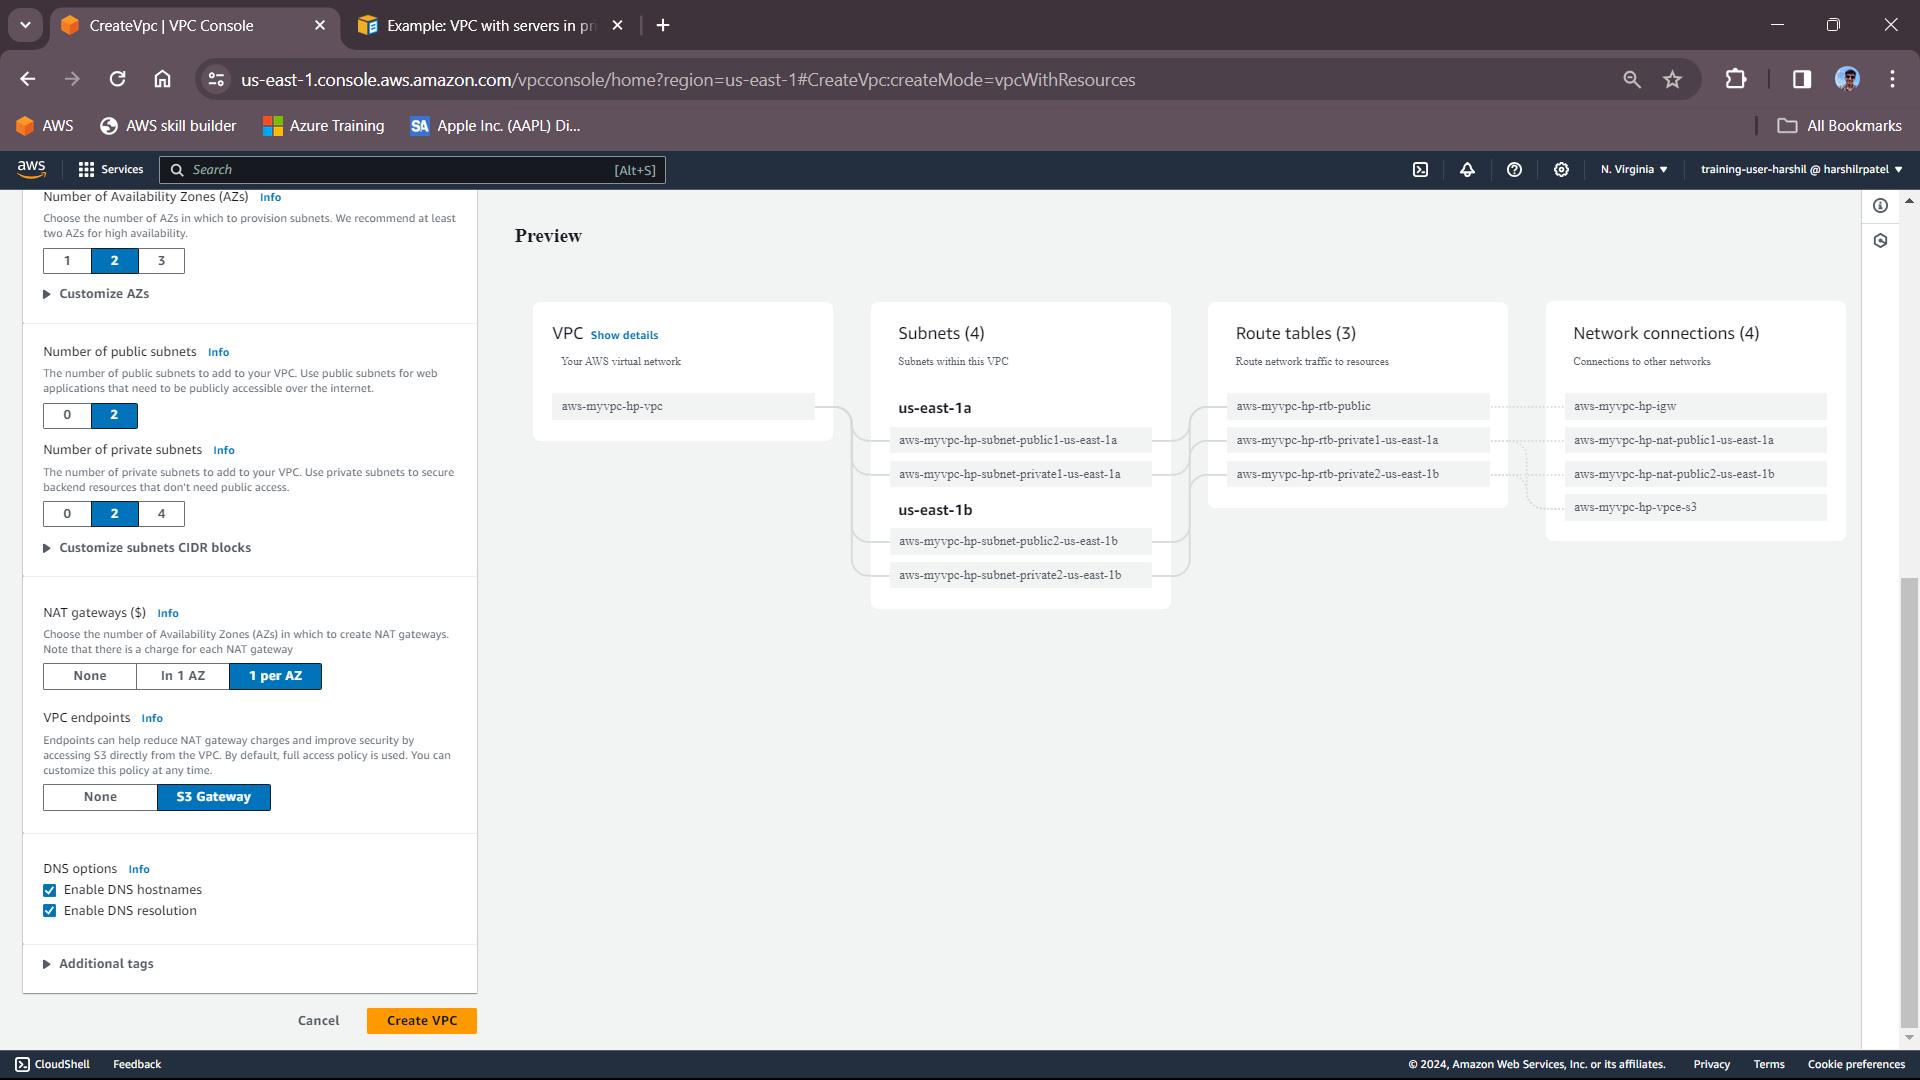 CreateVpc | VPC Console
Example: VPC with servers in pri
us-east-1.console.aws.amazon.com/vpcconsole/home?region=us-east-1#CreateVpc:createMode=vpcWithResources
AWS
AWS skill builder
Azure Training
SA
Apple Inc. (AAPL) Di...
All Bookmarks
aws
Services
Search
[Alt+S]
N. Virginia
training-user-harshil @ harshilrpatel
Number of Availability Zones (AZs) Info
Choose the number of AZs in which to provision subnets. We recommend at least
two AZs for high availability.
1 2 3
Customize AZs
Number of public subnets Info
The number of public subnets to add to your VPC. Use public subnets for web
applications that need to be publicly accessible over the internet.
0 2
Number of private subnets Info
The number of private subnets to add to your VPC. Use private subnets to secure
backend resources that don't need public access.
0 2 4
Customize subnets CIDR blocks
NAT gateways ($) Info
Choose the number of Availability Zones (AZs) in which to create NAT gateways.
Note that there is a charge for each NAT gateway
None In 1 AZ 1 per AZ
VPC endpoints Info
Endpoints can help reduce NAT gateway charges and improve security by
accessing S3 directly from the VPC. By default, full access policy is used. You can
customize this policy at any time.
None S3 Gateway
DNS options Info
Enable DNS hostnames
Enable DNS resolution
Additional tags
Cancel Create VPC
Preview
VPC Show details
Your AWS virtual network
aws-myvpc-hp-vpc
Subnets (4)
Subnets within this VPC
us-east-1a
aws-myvpc-hp-subnet-public1-us-east-1a
aws-myvpc-hp-subnet-private1-us-east-1a
us-east-1b
aws-myvpc-hp-subnet-public2-us-east-1b
aws-myvpc-hp-subnet-private2-us-east-1b
Route tables (3)
Route network traffic to resources
aws-myvpc-hp-rtb-public
aws-myvpc-hp-rtb-private1-us-east-1a
aws-myvpc-hp-rtb-private2-us-east-1b
Network connections (4)
Connections to other networks
aws-myvpc-hp-igw
aws-myvpc-hp-nat-public1-us-east-1a
aws-myvpc-hp-nat-public2-us-east-1b
aws-myvpc-hp-vpce-s3
CloudShell
Feedback
© 2024, Amazon Web Services, Inc. or its affiliates.
Privacy
Terms
Cookie preferences